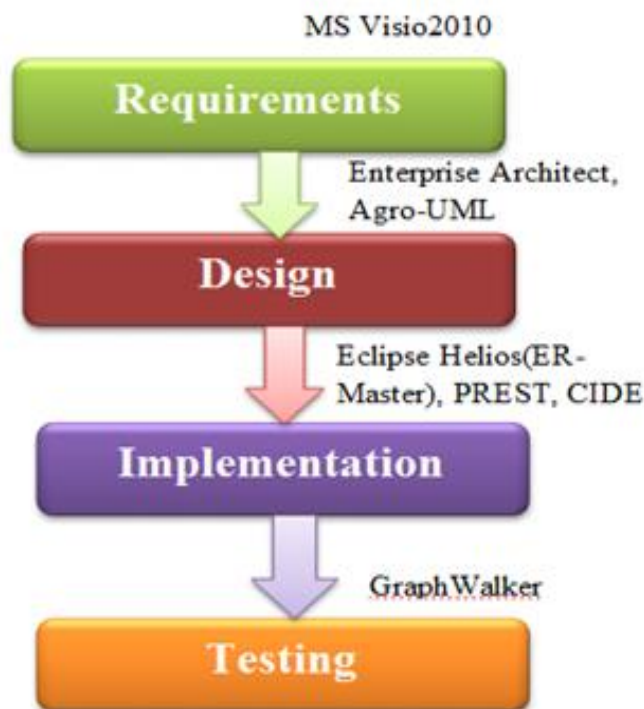 MS Visio2010
Requirements
Enterprise Architect,
Agro-UML
Design
Eclipse Helios(ER-
Master), PREST, CIDE
Implementation
GraphWalker
Testing